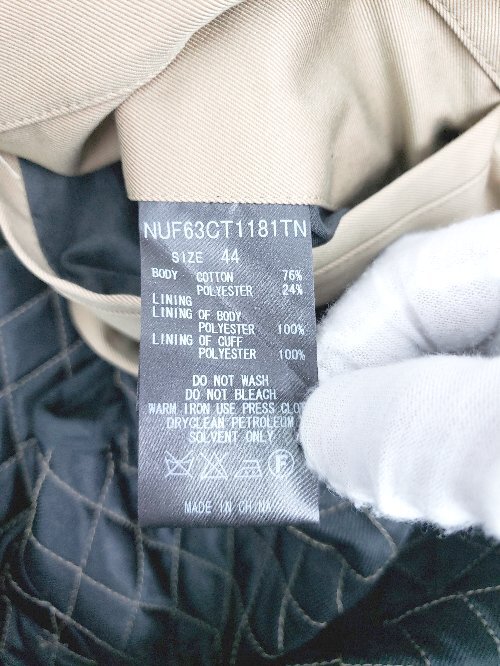 NUF63CT1181TN
SIZE 44
BODY COTTON 76%
POLYESTER 24%
LINING
LINING OF BODY
POLYESTER 100%
LINING OF CUFF
POLYESTER 100%
DO NOT WASH
DO NOT BLEACH
WARM IRON USE PRESS CLOT
DRYCLEAN PETROLEUM
SOLVENT ONLY
F
MADE IN CHINA